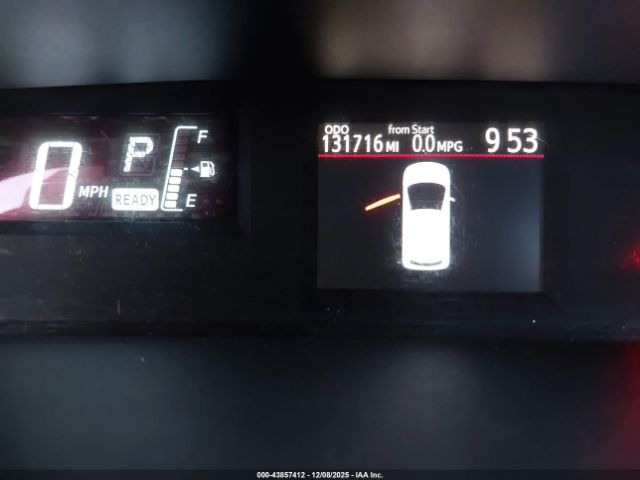 ODO from Start
131716 MI 0.0 MPG 9 53
P F
0 MPH READY E
000-43857412 - 12/08/2025 - IAA Inc.